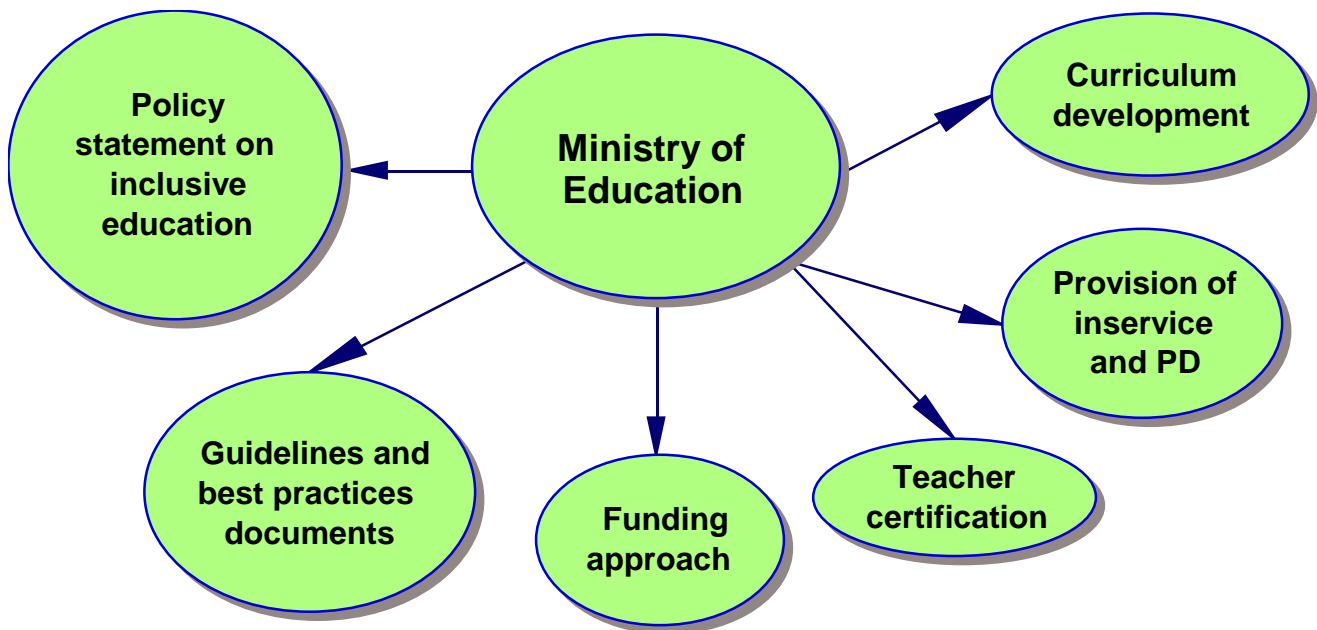 Ministry of
Education
Policy
statement on
inclusive
education
Curriculum
development
Provision of
inservice
and PD
Guidelines and
best practices
documents
Funding
approach
Teacher
certification